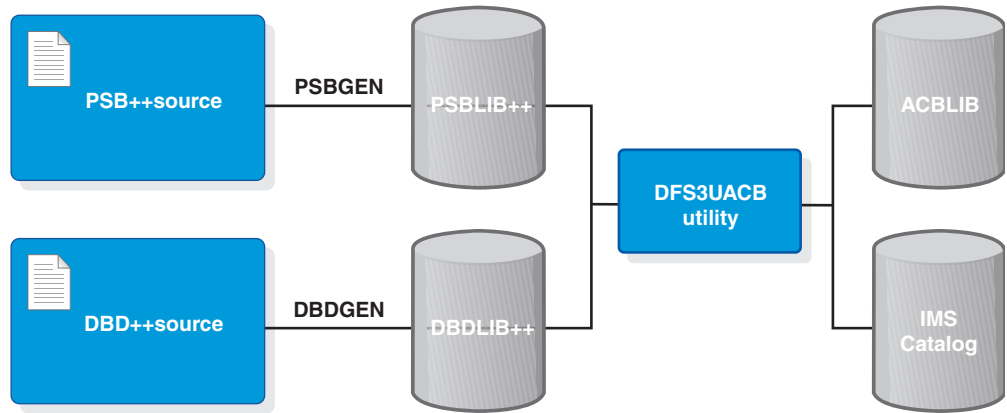 PSB++source
PSBGEN
PSBLIB++
DBD++source
DBDGEN
DBDLIB++
DFS3UACB
utility
ACBLIB
IMS
Catalog